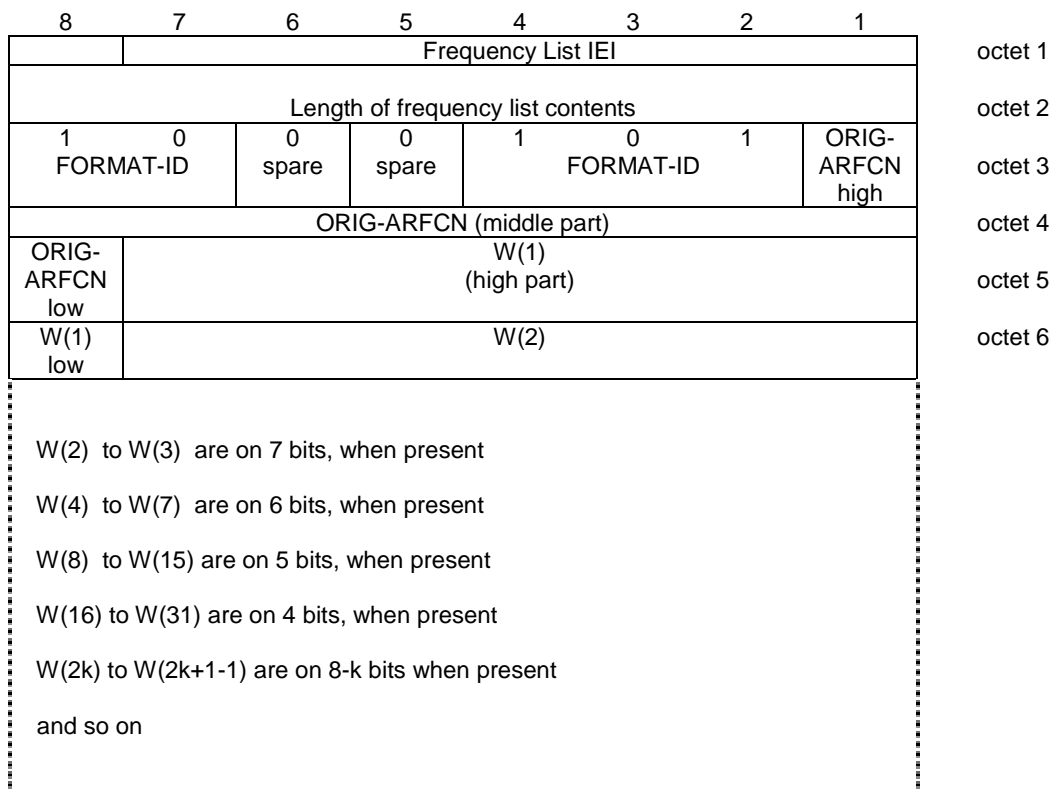 8 7 6 5 4 3 2 1
Frequency List IEI octet 1
Length of frequency list contents octet 2
1 0 0 0 1 0 1 ORIG-
FORMAT-ID spare spare FORMAT-ID ARFCN octet 3
high
ORIG-ARFCN (middle part) octet 4
ORIG- W(1)
ARFCN (high part) octet 5
low
W(1) W(2) octet 6
low
W(2) to W(3) are on 7 bits, when present
W(4) to W(7) are on 6 bits, when present
W(8) to W(15) are on 5 bits, when present
W(16) to W(31) are on 4 bits, when present
W(2k) to W(2k+1-1) are on 8-k bits when present
and so on